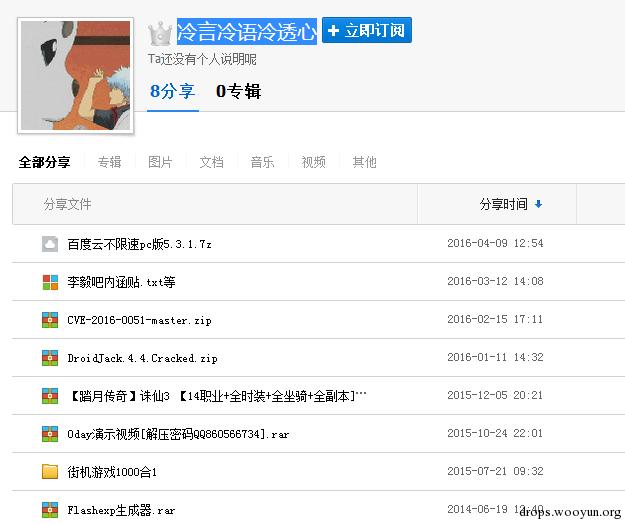 冷言冷语冷透心 + 立即订阅
Ta还没有个人说明呢
8分享 0专辑
全部分享 专辑 图片 文档 音乐 视频 其他
分享文件 分享时间
百度云不限速pc版5.3.1.7z 2016-04-09 12:54
李毅吧内涵贴.txt等 2016-03-12 14:08
CVE-2016-0051-master.zip 2016-02-15 17:11
DroidJack.4.4.Cracked.zip 2016-01-11 14:32
【踏月传奇】诛仙3 【14职业+全时装+全坐骑+全副本]… 2015-12-05 20:21
0day演示视频[解压密码QQ860566734].rar 2015-10-24 22:01
街机游戏1000合1 2015-07-21 09:32
Flashexp生成器.rar 2014-06-19 12:40
drops.wooyun.org